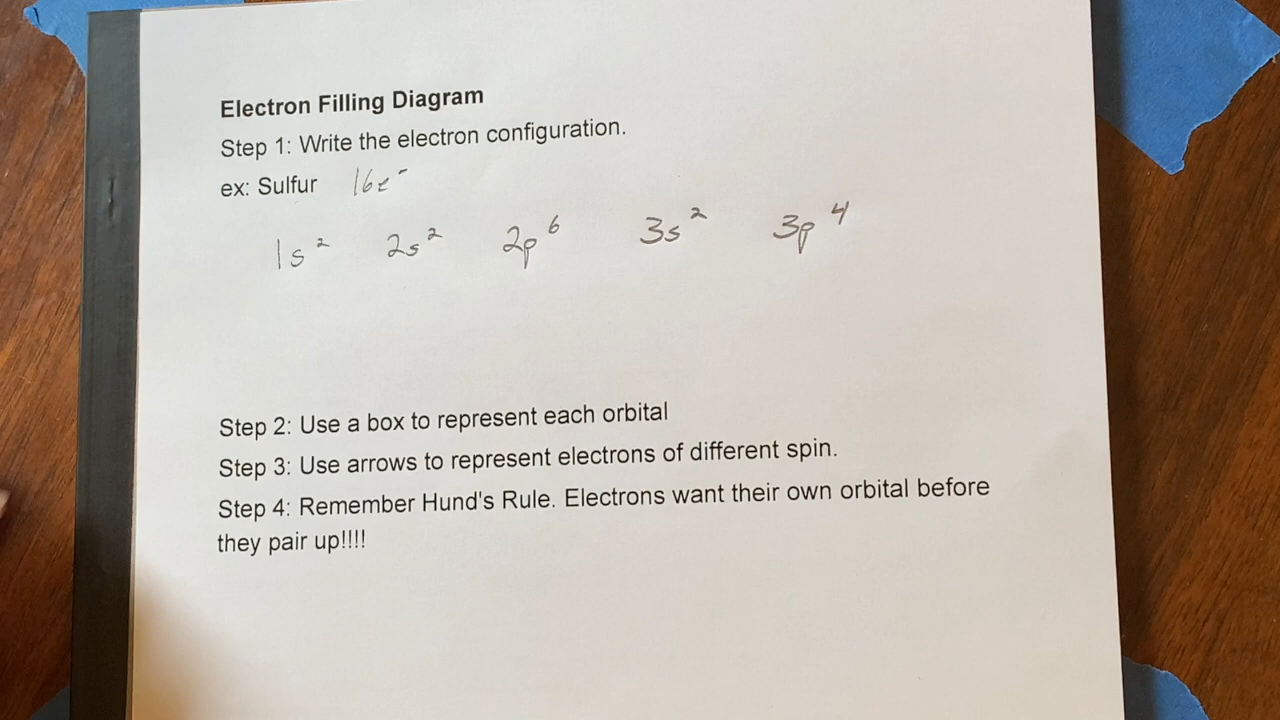 Electron Filling Diagram
Step 1: Write the electron configuration.
ex: Sulfur 16e⁻
1s² 2s² 2p⁶ 3s² 3p⁴
Step 2: Use a box to represent each orbital
Step 3: Use arrows to represent electrons of different spin.
Step 4: Remember Hund's Rule. Electrons want their own orbital before
they pair up!!!!